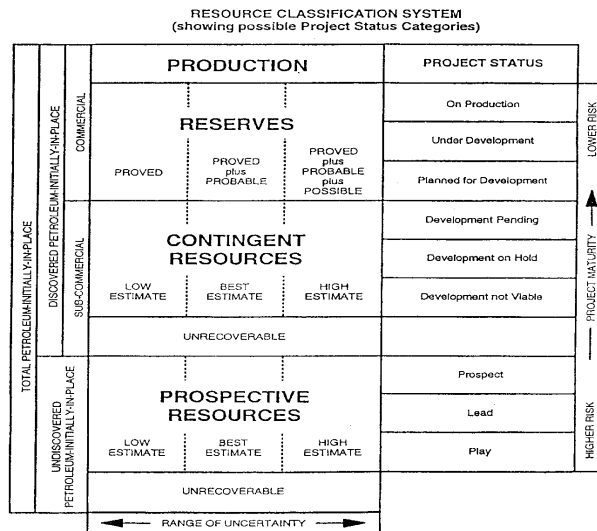 RESOURCE CLASSIFICATION SYSTEM
(showing possible Project Status Categories)
TOTAL PETROLEUM-INITIALLY-IN-PLACE
DISCOVERED PETROLEUM-INITIALLY-IN-PLACE
COMMERCIAL
PRODUCTION
PROJECT STATUS
RESERVES
PROVED
PROVED
plus
PROBABLE
PROVED
plus
PROBABLE
plus
POSSIBLE
On Production
Under Development
Planned for Development
LOWER RISK
SUB-COMMERCIAL
CONTINGENT
RESOURCES
LOW
ESTIMATE
BEST
ESTIMATE
HIGH
ESTIMATE
Development Pending
Development on Hold
Development not Viable
PROJECT MATURITY
UNRECOVERABLE
UNDISCOVERED
PETROLEUM-INITIALLY-IN-PLACE
PROSPECTIVE
RESOURCES
LOW
ESTIMATE
BEST
ESTIMATE
HIGH
ESTIMATE
Prospect
Lead
Play
HIGHER RISK
UNRECOVERABLE
RANGE OF UNCERTAINTY